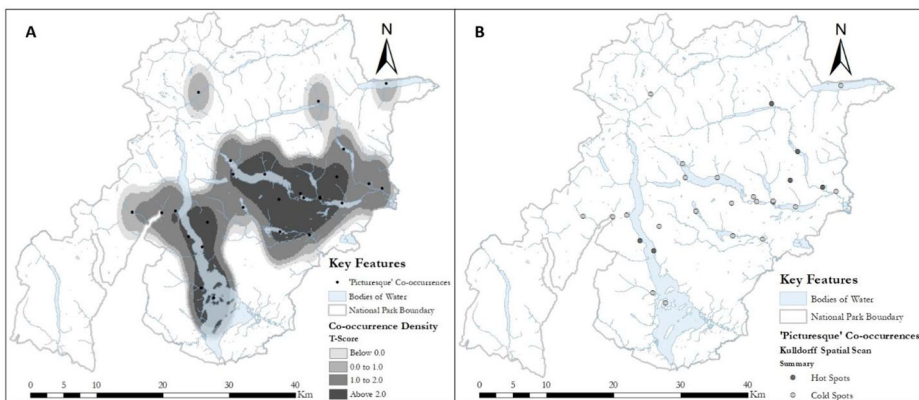 A
N
Key Features
'Picturesque' Co-occurrences
Bodies of Water
National Park Boundary
Co-occurrence Density
T-Score
Below 0.0
0.0 to 1.0
1.0 to 2.0
Above 2.0
0 5 10 20 30 40
Km
B
N
Key Features
Bodies of Water
National Park Boundary
'Picturesque' Co-occurrences
Kulldorff Spatial Scan
Summary
Hot Spots
Cold Spots
0 5 10 20 30 40
Km